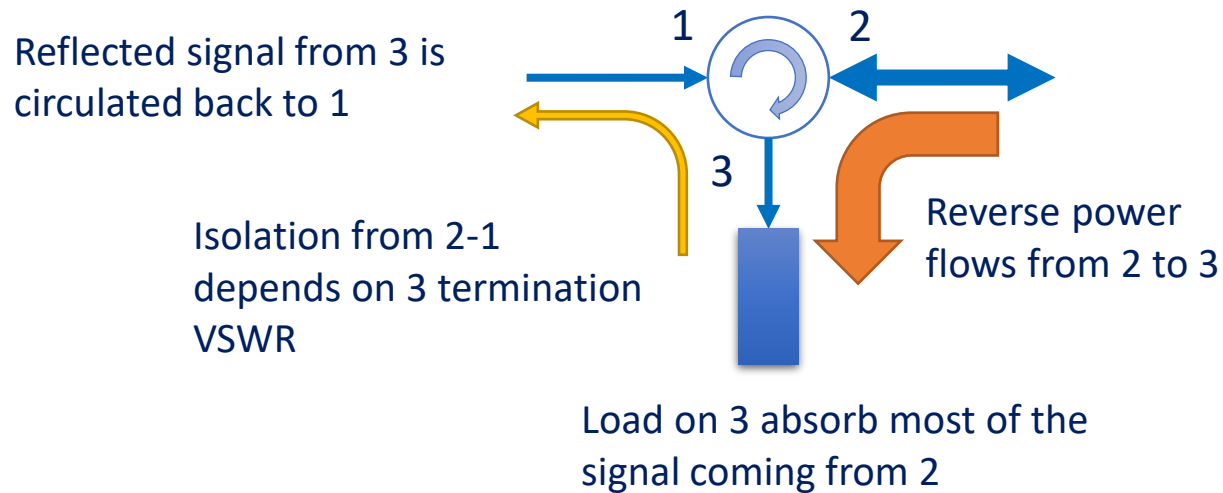 Reflected signal from 3 is
circulated back to 1
1
2
3
Isolation from 2-1
depends on 3 termination
VSWR
Reverse power
flows from 2 to 3
Load on 3 absorb most of the
signal coming from 2